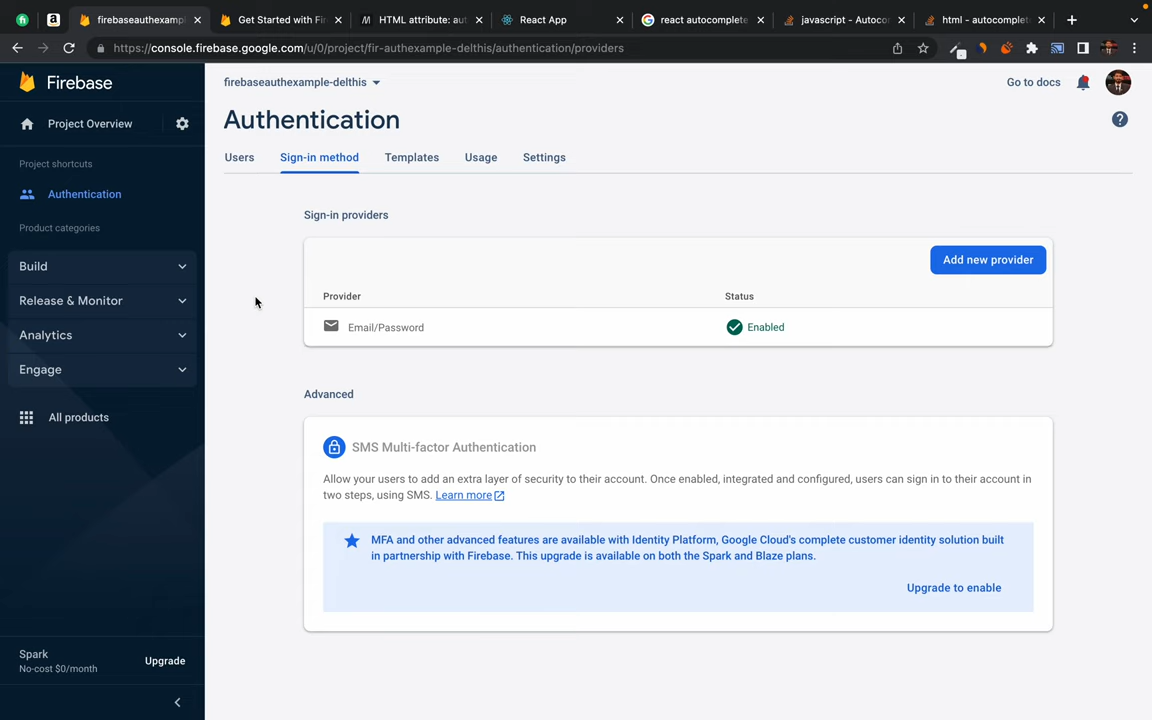 firebaseauthexampl
Get Started with Fir
HTML attribute: aut
React App
react autocomplete
javascript - Autocor
html - autocomplete
https://console.firebase.google.com/u/0/project/fir-authexample-delthis/authentication/providers
Firebase
firebaseauthexample-delthis
Go to docs
Project Overview
Authentication
Users
Sign-in method
Templates
Usage
Settings
Project shortcuts
Authentication
Product categories
Build
Release & Monitor
Analytics
Engage
All products
Sign-in providers
Add new provider
Provider
Status
Email/Password
Enabled
Advanced
SMS Multi-factor Authentication
Allow your users to add an extra layer of security to their account. Once enabled, integrated and configured, users can sign in to their account in
two steps, using SMS. Learn more
MFA and other advanced features are available with Identity Platform, Google Cloud's complete customer identity solution built
in partnership with Firebase. This upgrade is available on both the Spark and Blaze plans.
Upgrade to enable
Spark
No-cost $0/month
Upgrade